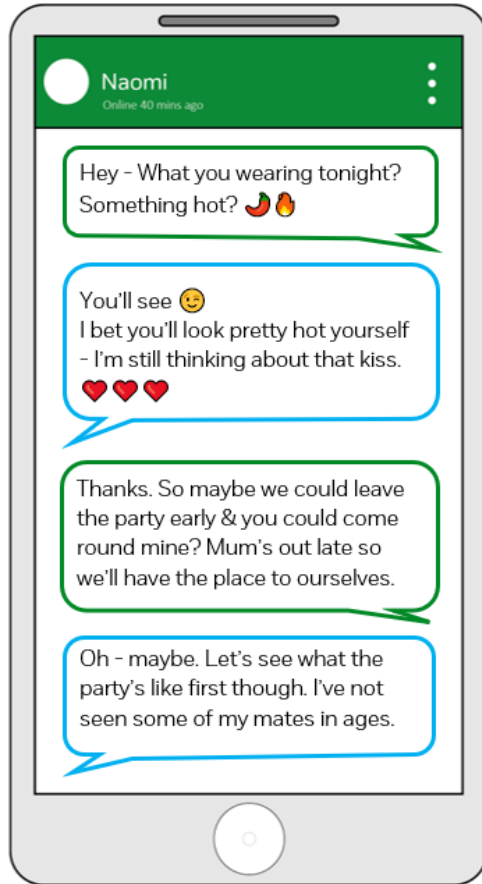 Naomi
Online 40 mins ago
Hey - What you wearing tonight?
Something hot? 🌶️🔥
You'll see 😉
I bet you'll look pretty hot yourself
- I'm still thinking about that kiss.
❤️❤️❤️
Thanks. So maybe we could leave
the party early & you could come
round mine? Mum's out late so
we'll have the place to ourselves.
Oh - maybe. Let's see what the
party's like first though. I've not
seen some of my mates in ages.